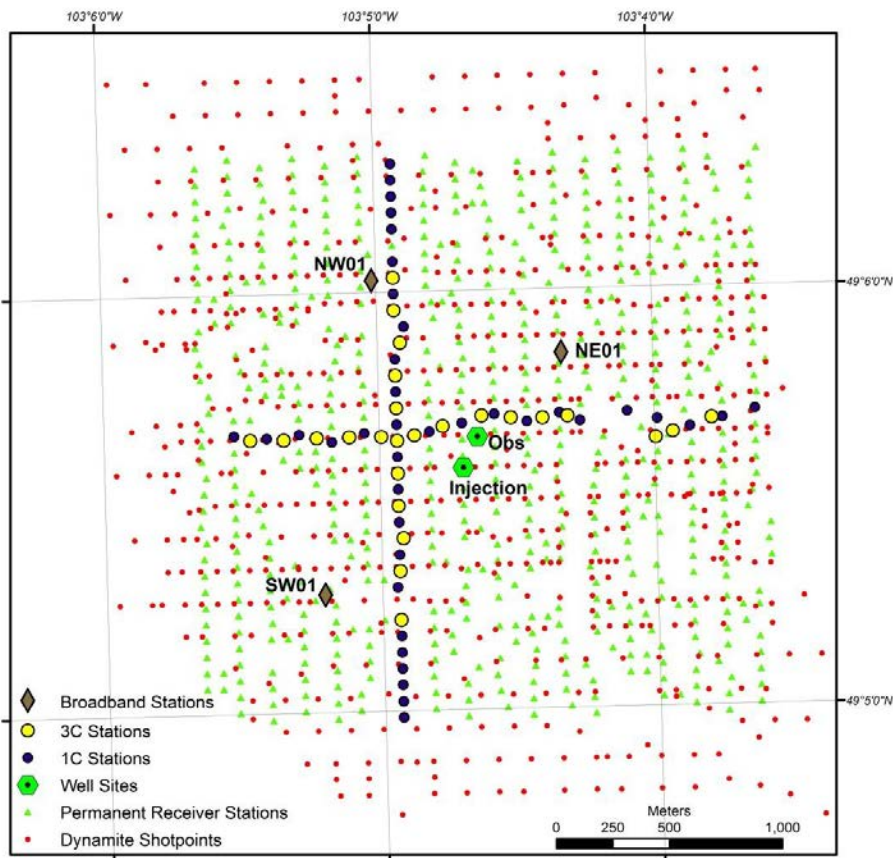 103°6'0"W 103°5'0"W 103°4'0"W
NW01
49°6'0"N
NE01
Obs
Injection
SW01
49°5'0"N
Broadband Stations
3C Stations
1C Stations
Well Sites
Permanent Receiver Stations
Dynamite Shotpoints
Meters
0 250 500 1,000